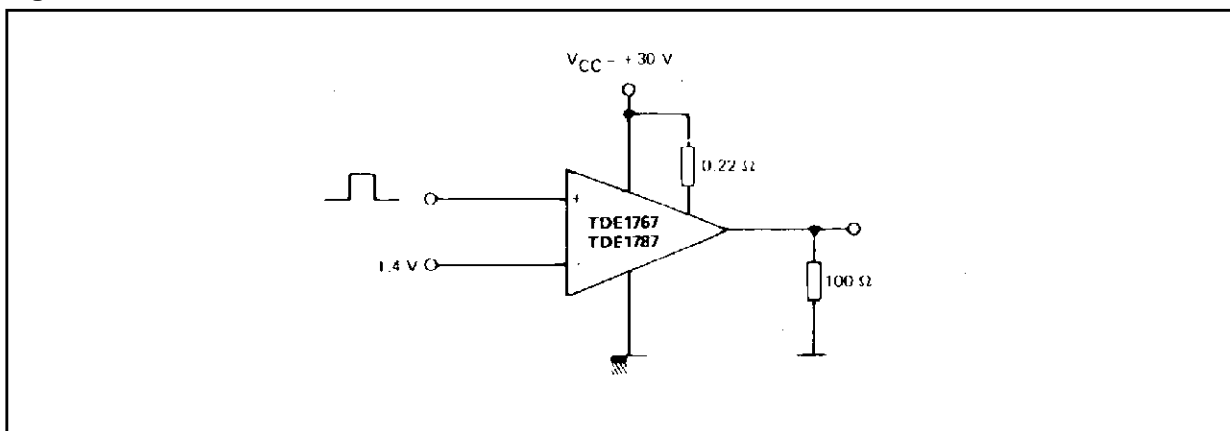 VCC - +30 V
0.22 Ω
+
TDE1767
TDE1787
1.4 V
-
100 Ω